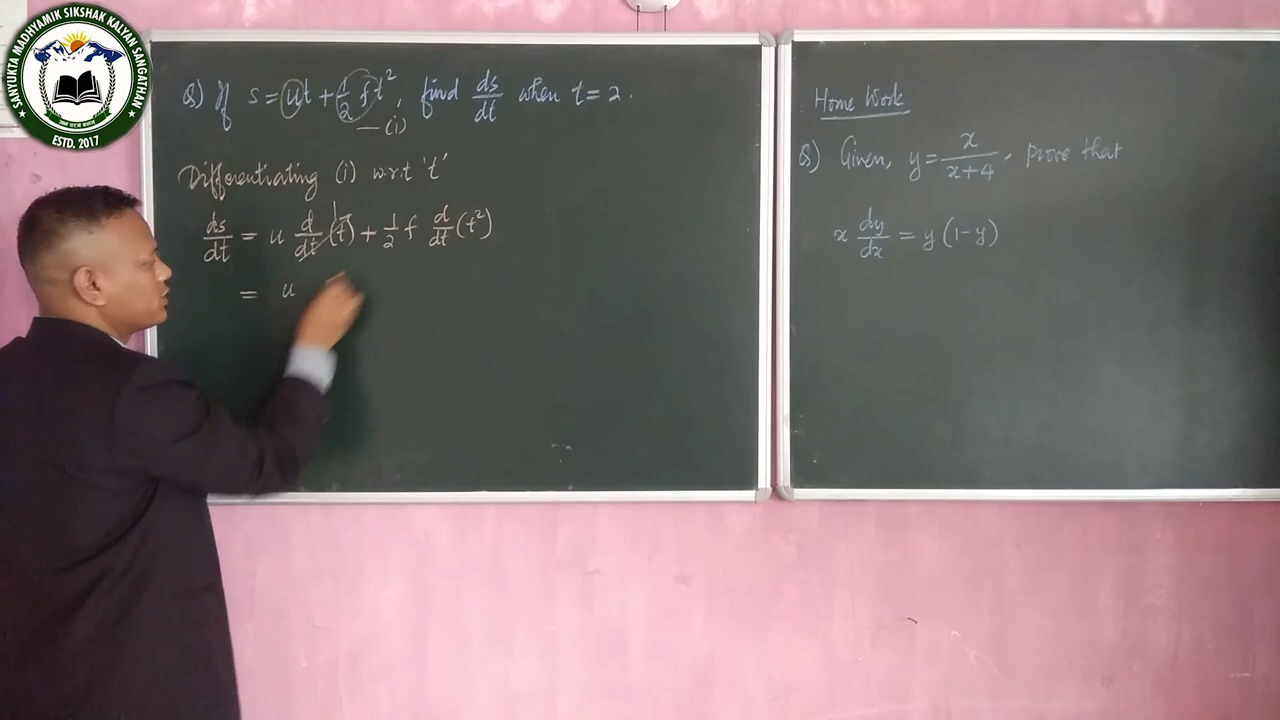 SANYUKTA MADHYAMIK SIKSHAK KALYAN SANGATHAN
ESTD. 2017
Q) If s = ut + 1/2 ft², find ds/dt when t = 2.
— (i)
Differentiating (i) w.r.t 't'
ds/dt = u d/dt (t) + 1/2 f d/dt (t²)
1
= u
Home Work
Q) Given, y = x/(x+4), prove that
x dy/dx = y (1-y)